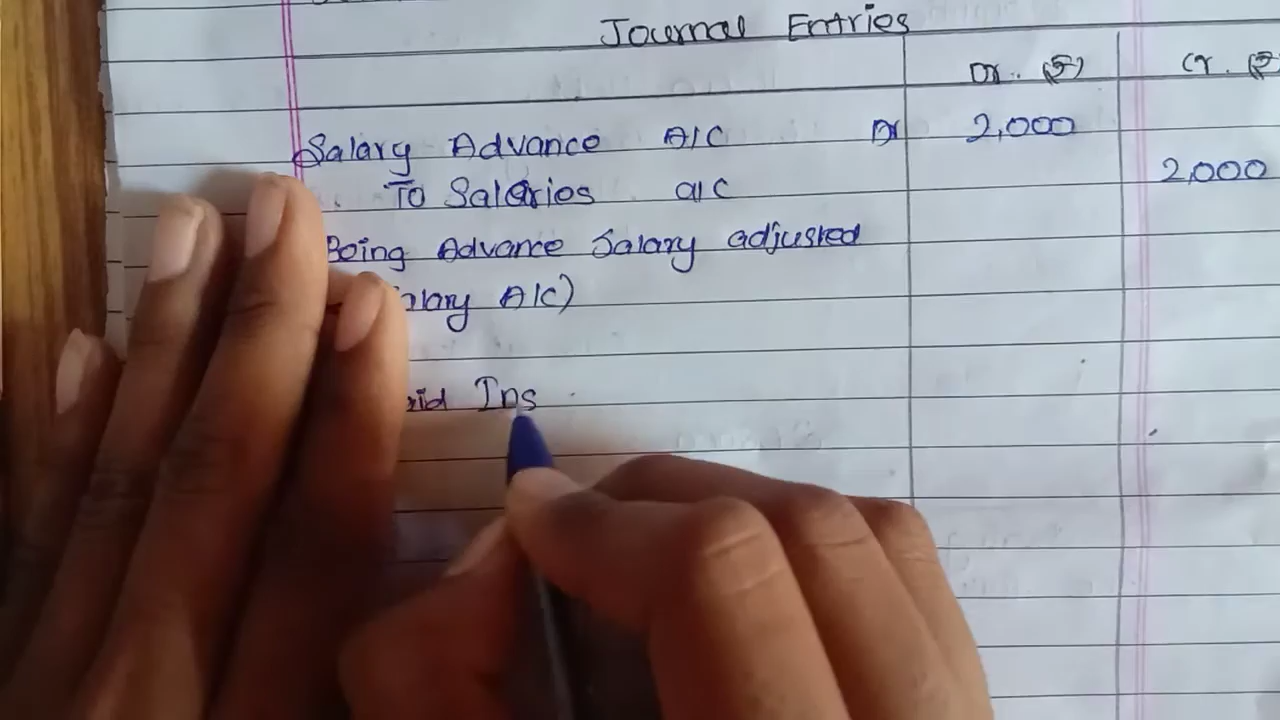 Journal Entries
Dr. (₹) Cr. (₹
Salary Advance A/C Dr 2,000
To Salaries a/c 2,000
Being Advance Salary adjusted
A/C)
Ins